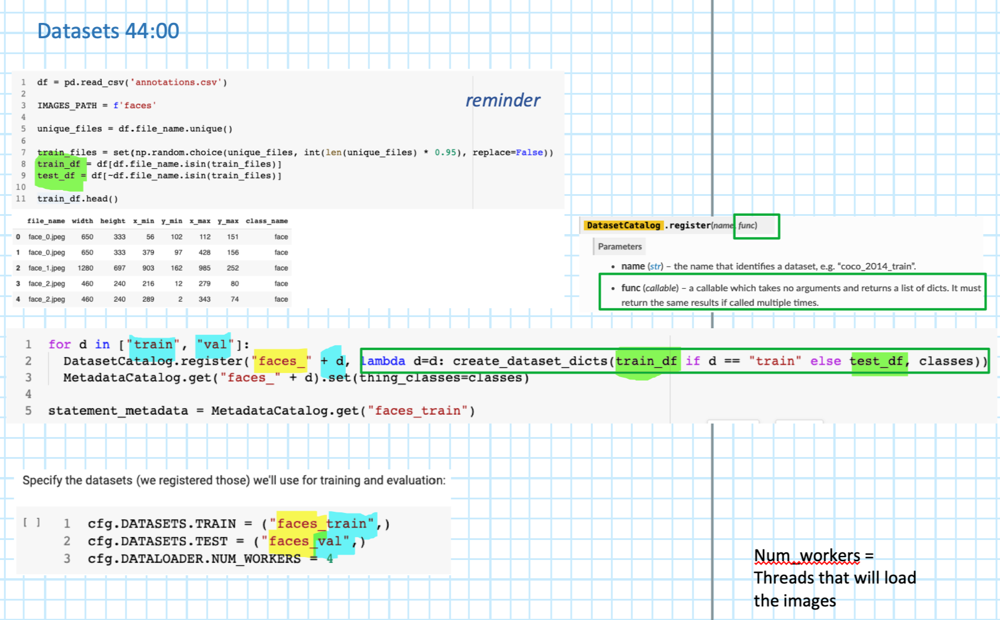 Datasets 44:00
1 df = pd.read_csv('annotations.csv')
2
3 IMAGES_PATH = f'faces'
4
5 unique_files = df.file_name.unique()
6
7 train_files = set(np.random.choice(unique_files, int(len(unique_files) * 0.95), replace=False))
8 train_df = df[df.file_name.isin(train_files)]
9 test_df = df[~df.file_name.isin(train_files)]
10
11 train_df.head()
reminder
file_name width height x_min y_min x_max y_max class_name
0 face_0.jpeg 650 333 56 102 112 151 face
1 face_0.jpeg 650 333 379 97 428 156 face
2 face_1.jpeg 1280 697 903 162 985 252 face
3 face_2.jpeg 460 240 216 12 279 80 face
4 face_2.jpeg 460 240 289 2 343 74 face
DatasetCatalog.register(name, func)
Parameters
• name (str) – the name that identifies a dataset, e.g. “coco_2014_train”.
• func (callable) – a callable which takes no arguments and returns a list of dicts. It must
return the same results if called multiple times.
1 for d in ["train", "val"]:
2 DatasetCatalog.register("faces_" + d, lambda d=d: create_dataset_dicts(train_df if d == "train" else test_df, classes))
3 MetadataCatalog.get("faces_" + d).set(thing_classes=classes)
4
5 statement_metadata = MetadataCatalog.get("faces_train")
Specify the datasets (we registered those) we'll use for training and evaluation:
[ ] 1 cfg.DATASETS.TRAIN = ("faces_train",)
2 cfg.DATASETS.TEST = ("faces_val",)
3 cfg.DATALOADER.NUM_WORKERS = 4
Num_workers =
Threads that will load
the images